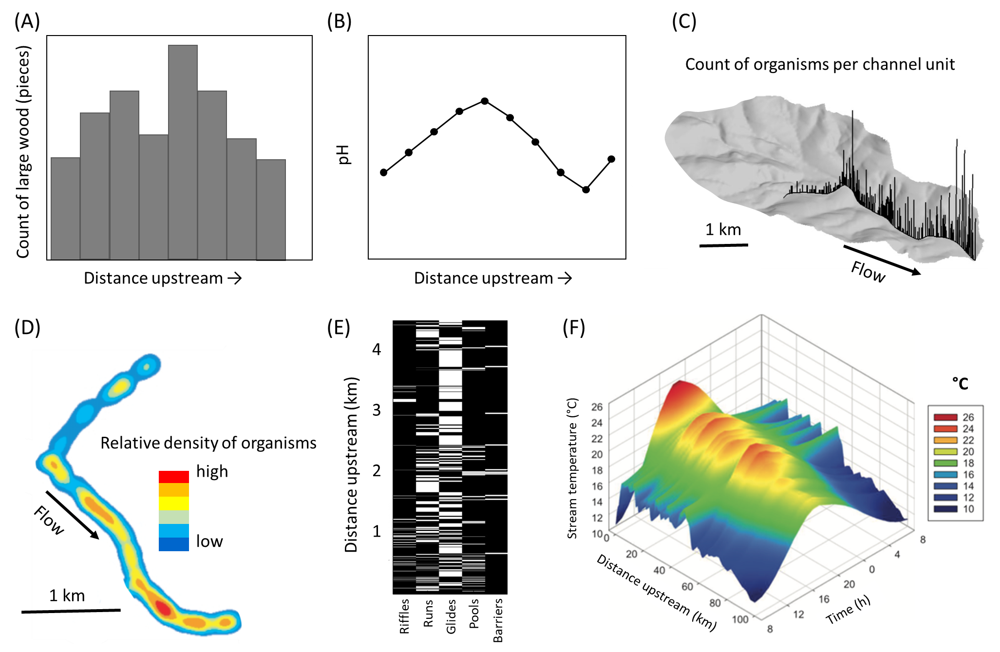 (A)
Count of large wood (pieces)
Distance upstream →
(B)
pH
Distance upstream →
(C)
Count of organisms per channel unit
1 km
Flow
(D)
Relative density of organisms
high
low
Flow
1 km
(E)
Distance upstream (km)
4
3
2
1
Riffles
Runs
Glides
Pools
Barriers
(F)
Stream temperature (°C)
26
24
22
20
18
16
14
12
10
0
20
40
60
80
100
Distance upstream (km)
8
12
16
20
0
4
8
Time (h)
°C
26
24
22
20
18
16
14
12
10